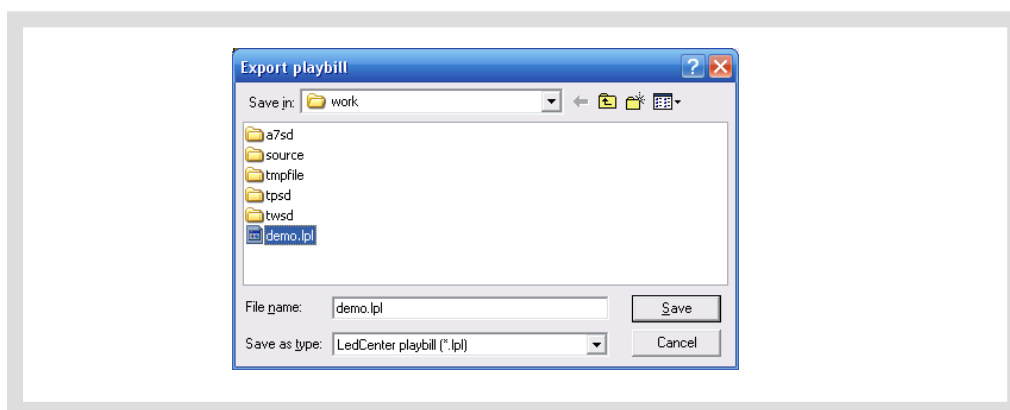 Export playbill
Save in: work
a7sd
source
tmpfile
tpsd
twsd
demo.lpl
File name: demo.lpl Save
Save as type: LedCenter playbill (*.lpl) Cancel